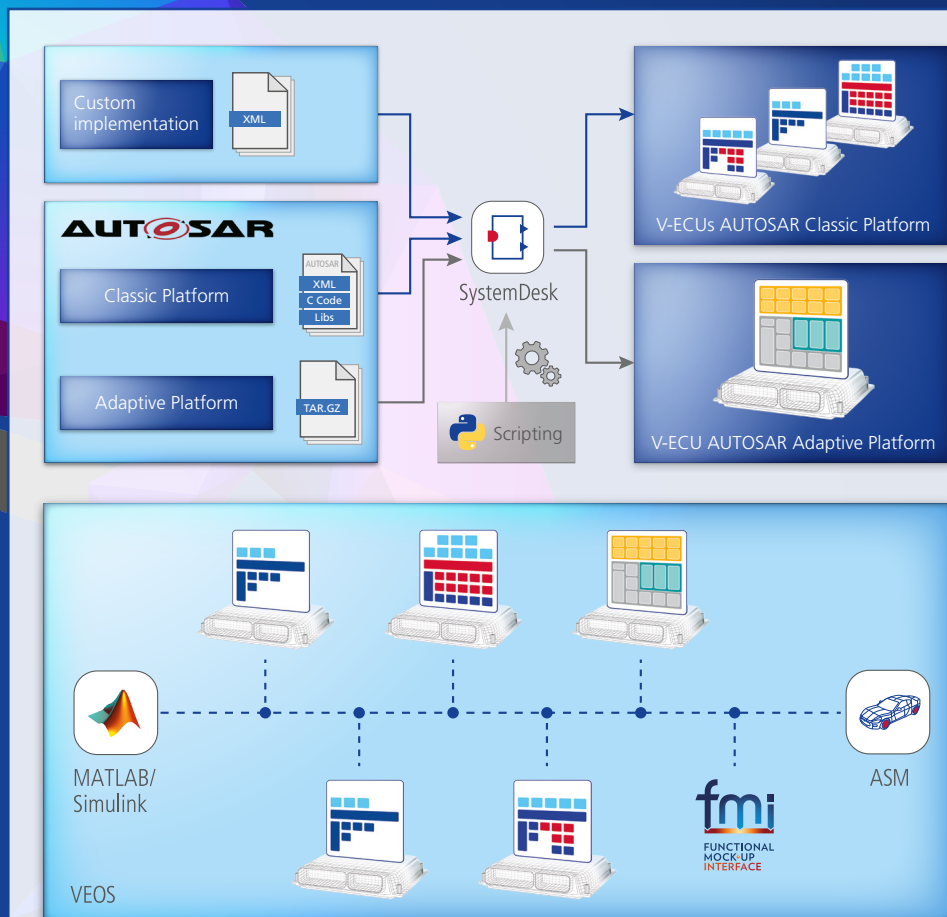 Custom
implementation
XML
AUTOSAR
Classic Platform
AUTOSAR
XML
C Code
Libs
Adaptive Platform
TAR.GZ
SystemDesk
Scripting
V-ECUs AUTOSAR Classic Platform
V-ECU AUTOSAR Adaptive Platform
MATLAB/
Simulink
ASM
fmi
FUNCTIONAL
MOCK-UP
INTERFACE
VEOS